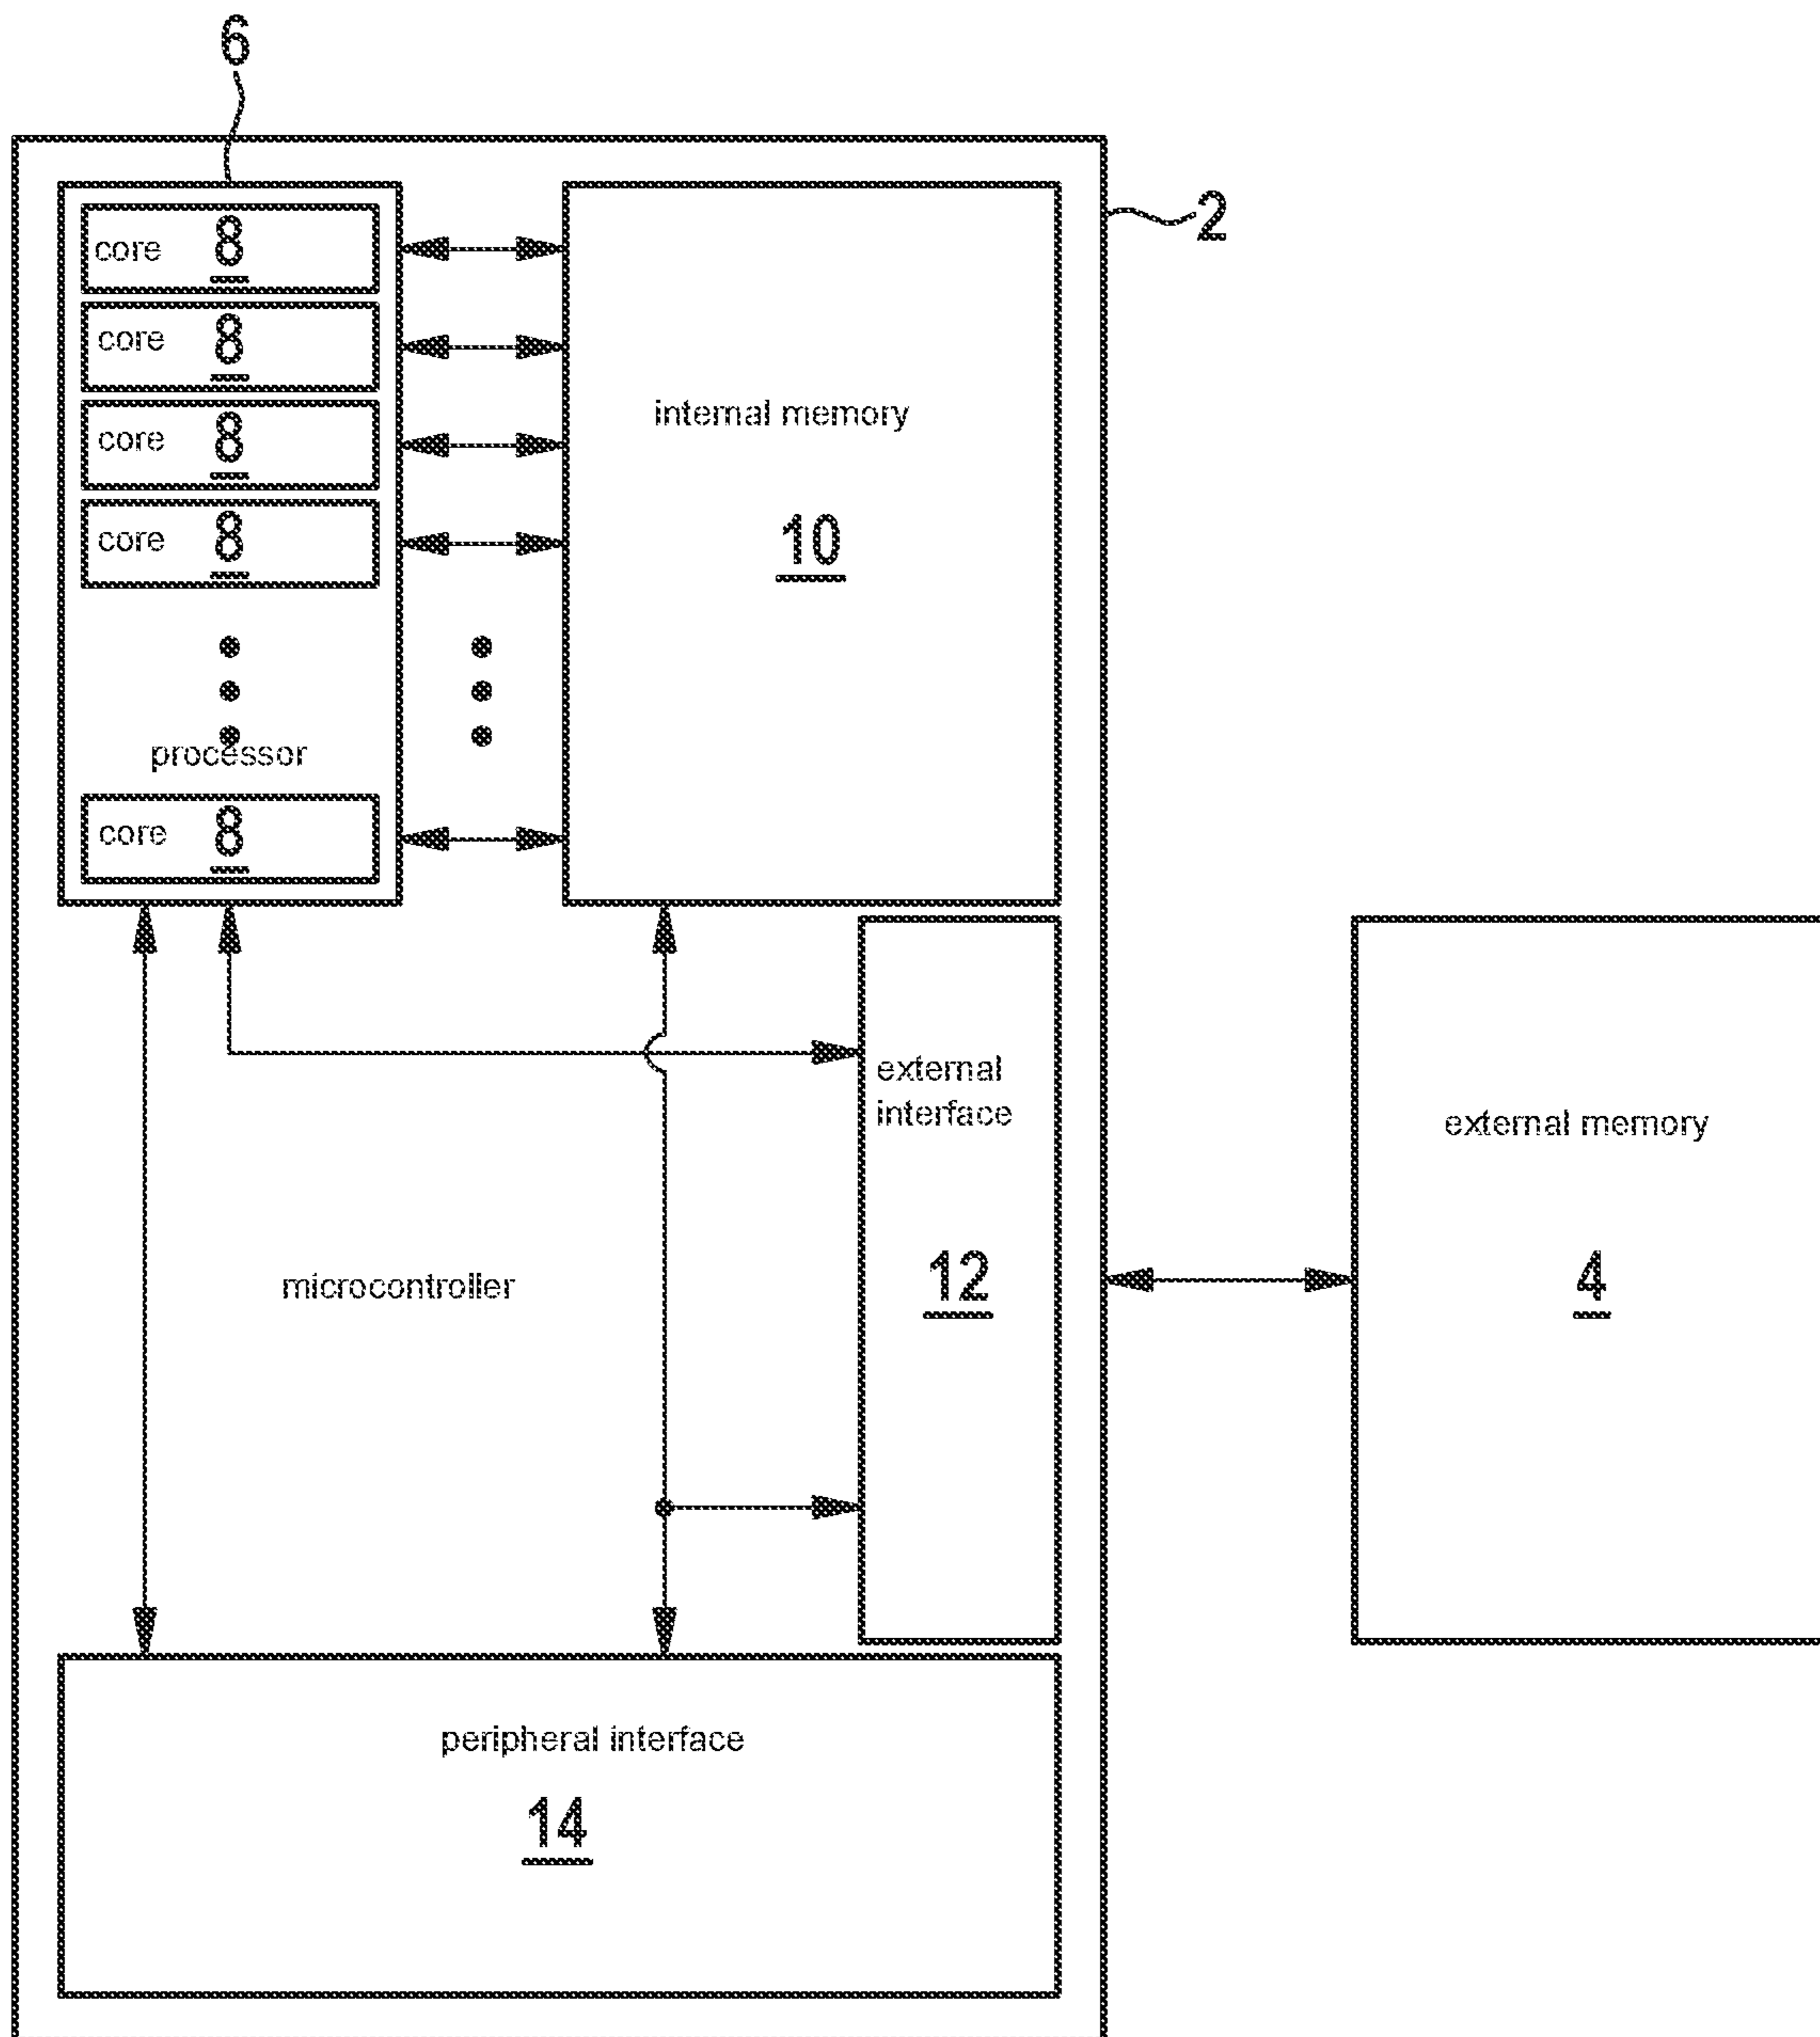 6
2
core 8
core 8
core 8
core 8
internal memory
10
processor
core 8
external
interface
12
external memory
4
microcontroller
peripheral interface
14